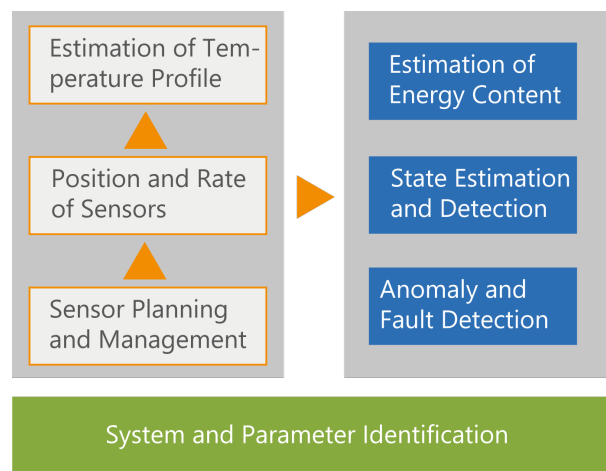 Estimation of Tem-
perature Profile
Position and Rate
of Sensors
Sensor Planning
and Management
Estimation of
Energy Content
State Estimation
and Detection
Anomaly and
Fault Detection
System and Parameter Identification